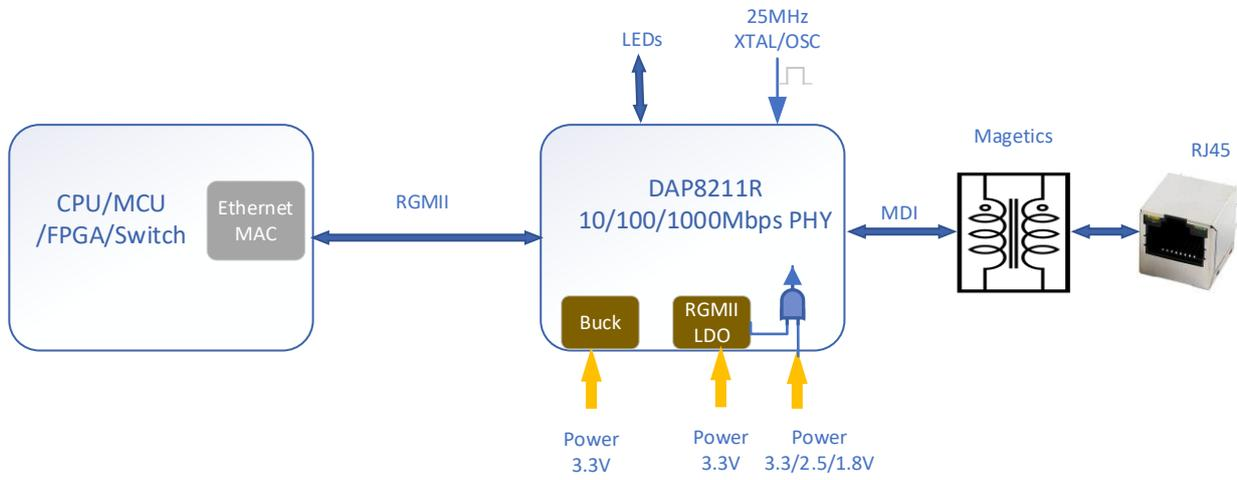 LEDs
25MHz
XTAL/OSC
Magetics
RJ45
CPU/MCU
/FPGA/Switch
Ethernet
MAC
RGMII
DAP8211R
10/100/1000Mbps PHY
MDI
Buck
RGMII
LDO
Power
3.3V
Power
3.3V
Power
3.3/2.5/1.8V